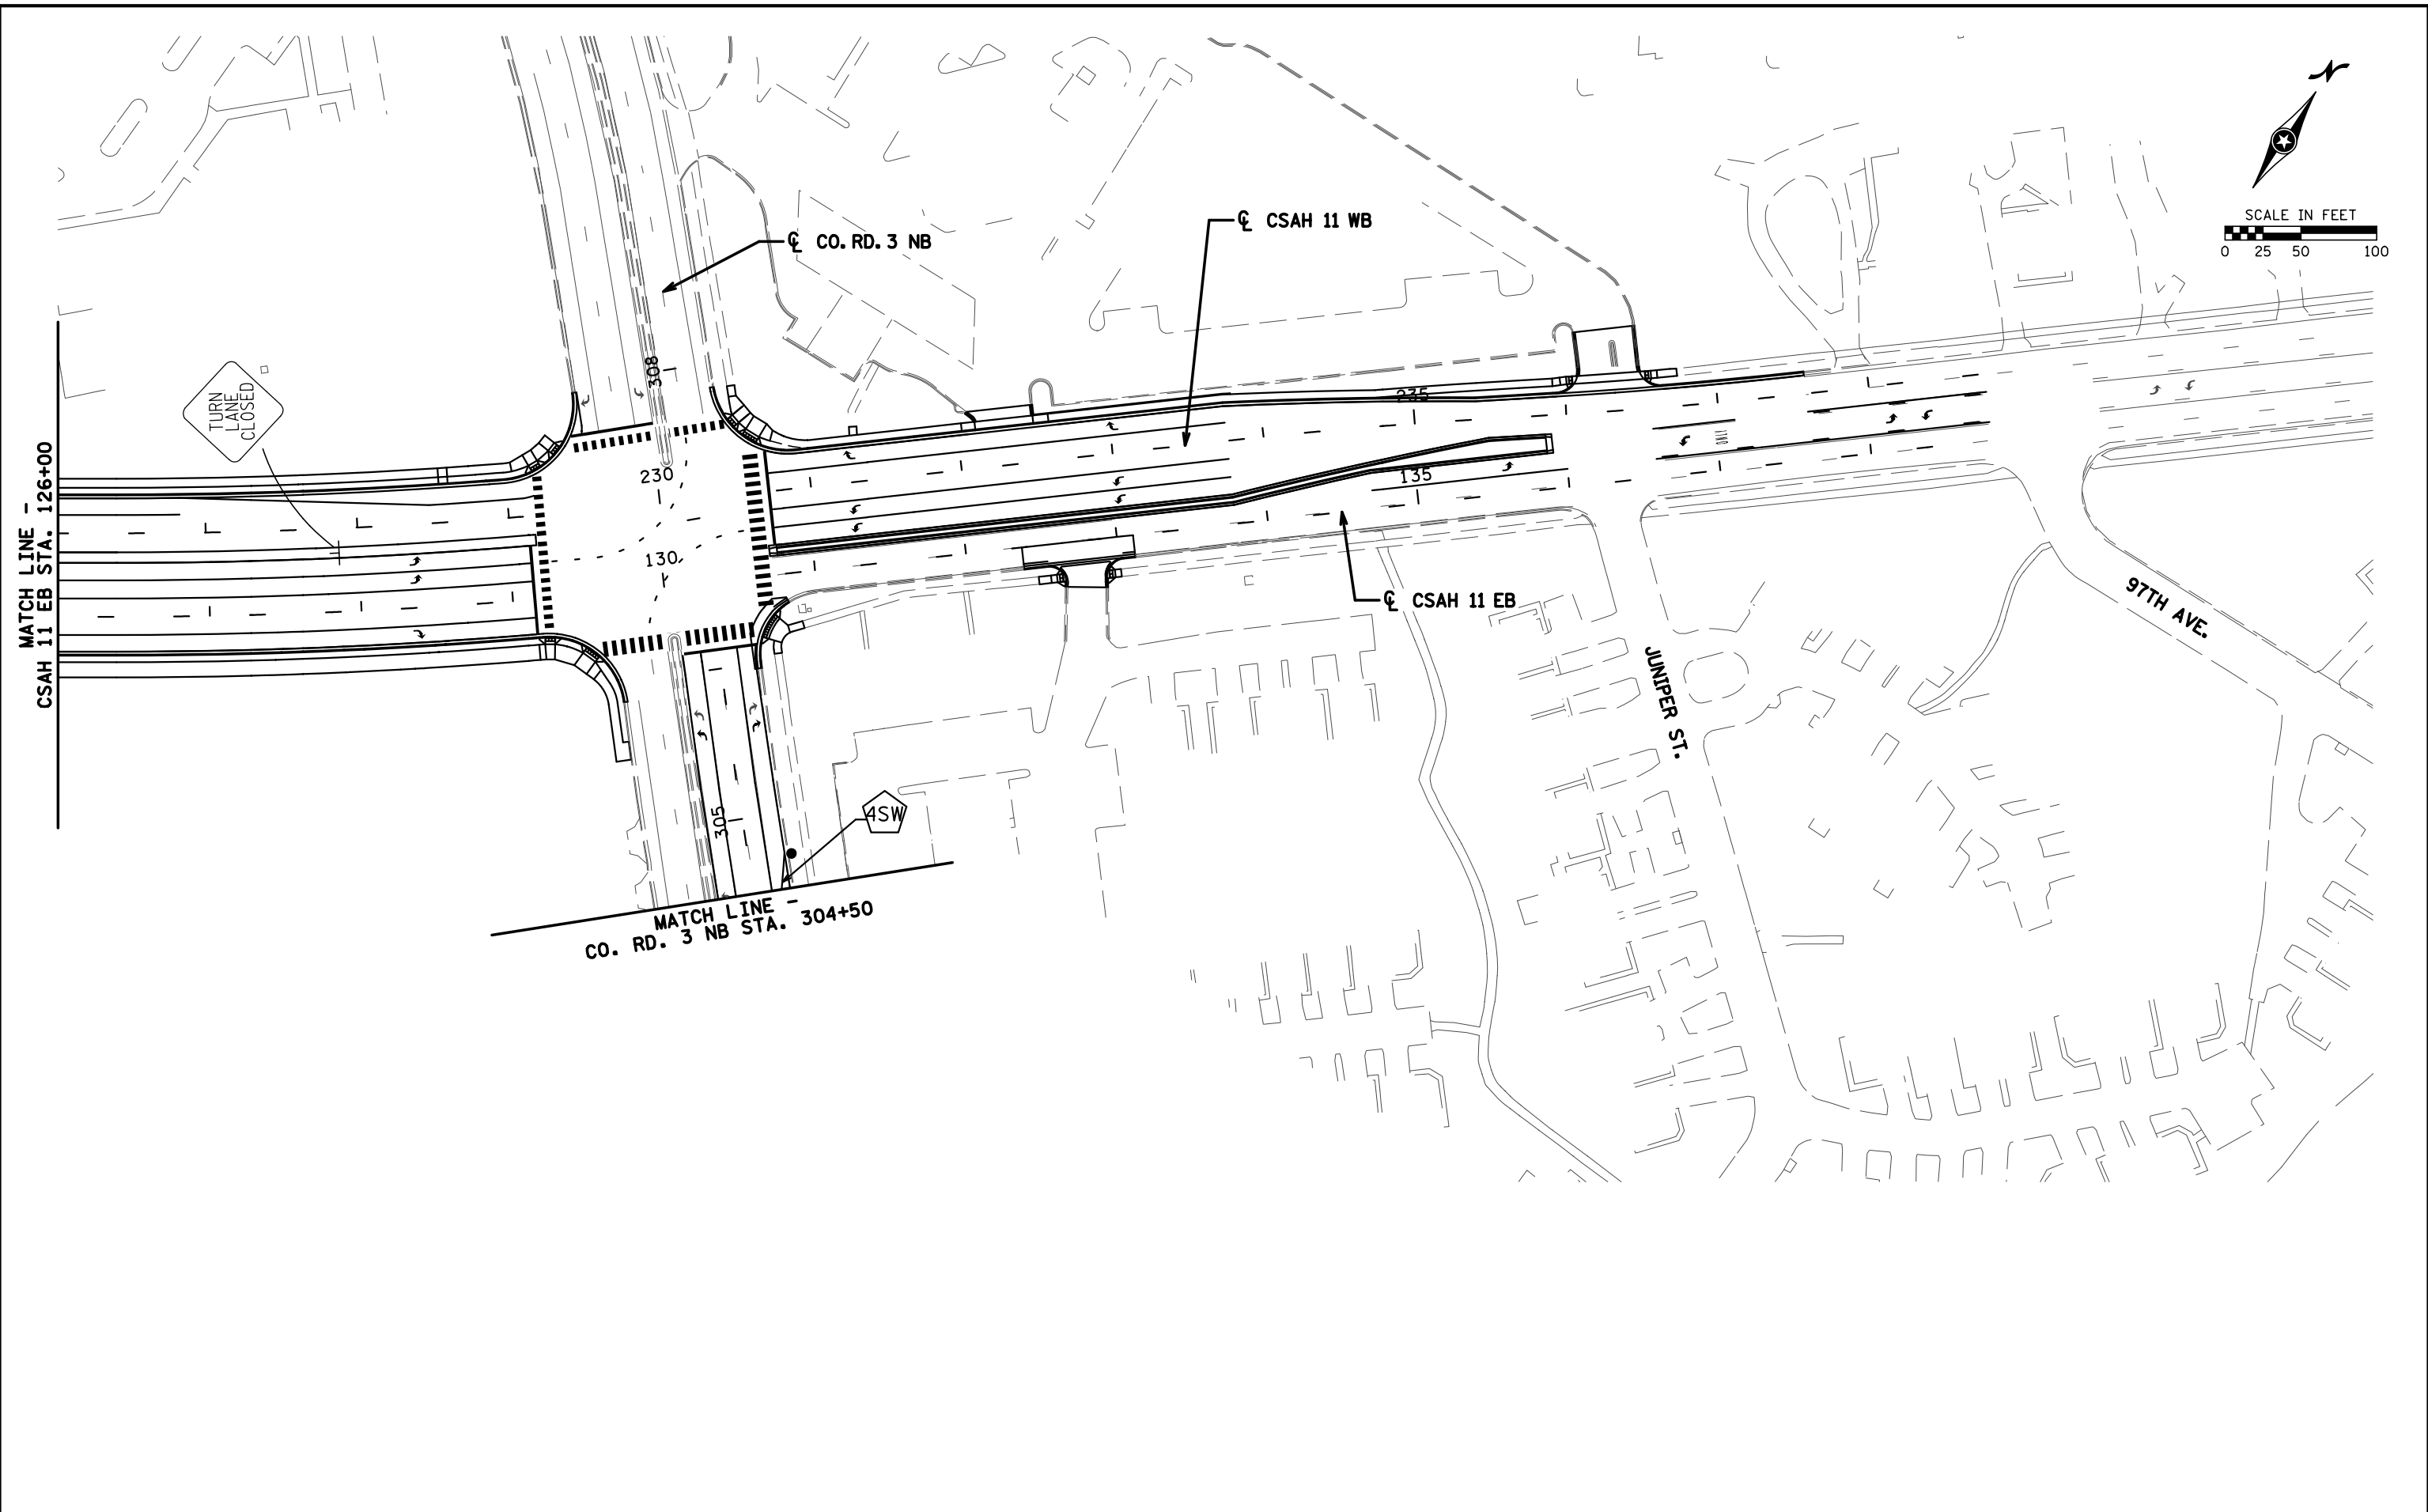 N
SCALE IN FEET
0 25 50 100
℄ CSAH 11 WB
℄ CO. RD. 3 NB
308
235
TURN
LANE
CLOSED
230
135
130
MATCH LINE -
CSAH 11 EB STA. 126+00
℄ CSAH 11 EB
97TH AVE.
JUNIPER ST.
305
4SW
MATCH LINE -
CO. RD. 3 NB STA. 304+50